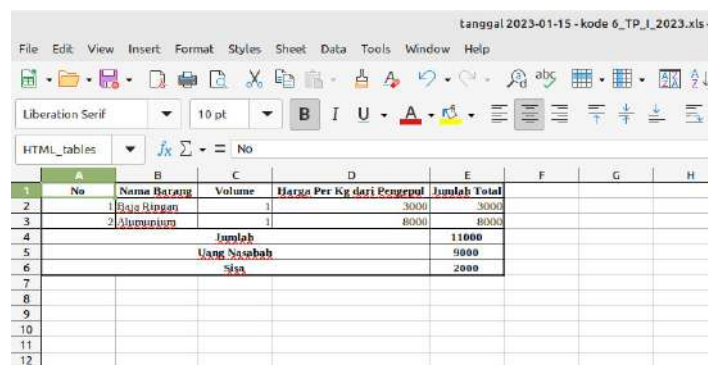 tanggal 2023-01-15 - kode 6_TP_I_2023.xls -
File Edit View Insert Format Styles Sheet Data Tools Window Help
Liberation Serif 10 pt B I U A
HTML_tables fx Σ = No
A B C D E F G H
1 No Nama Barang Volume Harga Per Kg dari Pengepul Jumlah Total
2 1 Baja Ringan 1 3000 3000
3 2 Alumunium 1 8000 8000
4 Jumlah 11000
5 Uang Nasabah 9000
6 Sisa 2000
7
8
9
10
11
12